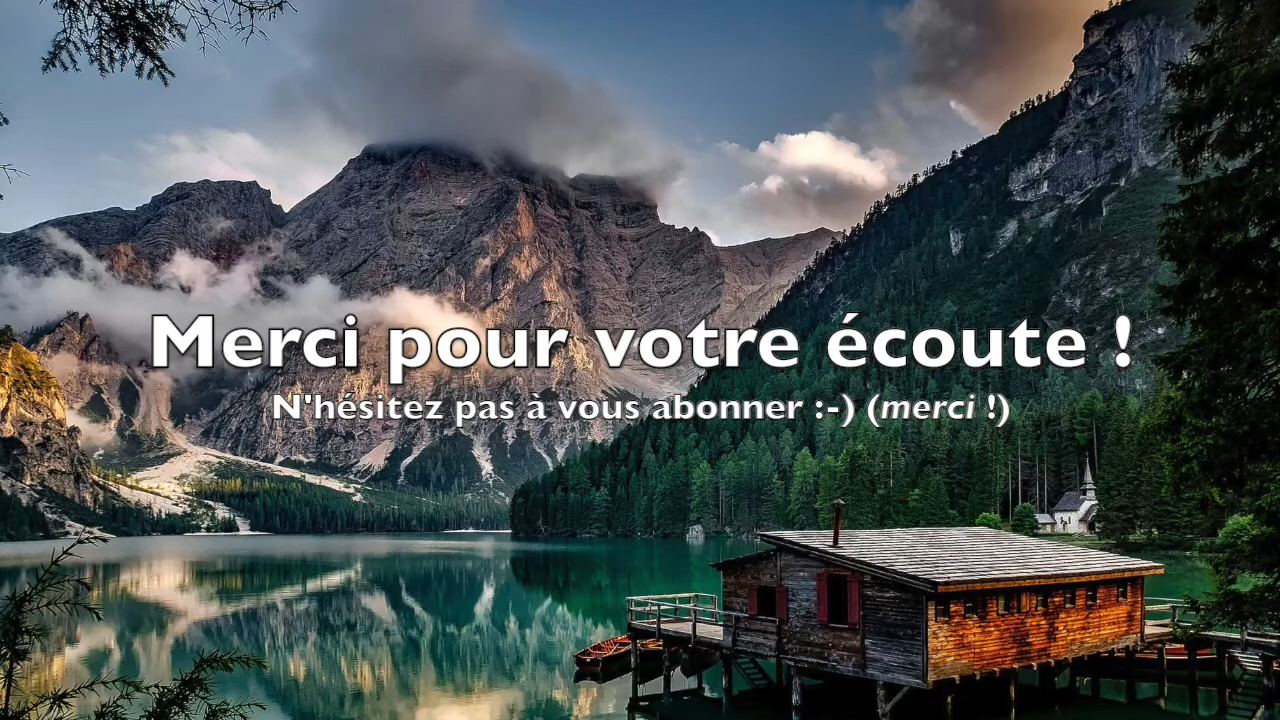 Merci pour votre écoute !
N'hésitez pas à vous abonner :-) (merci !)